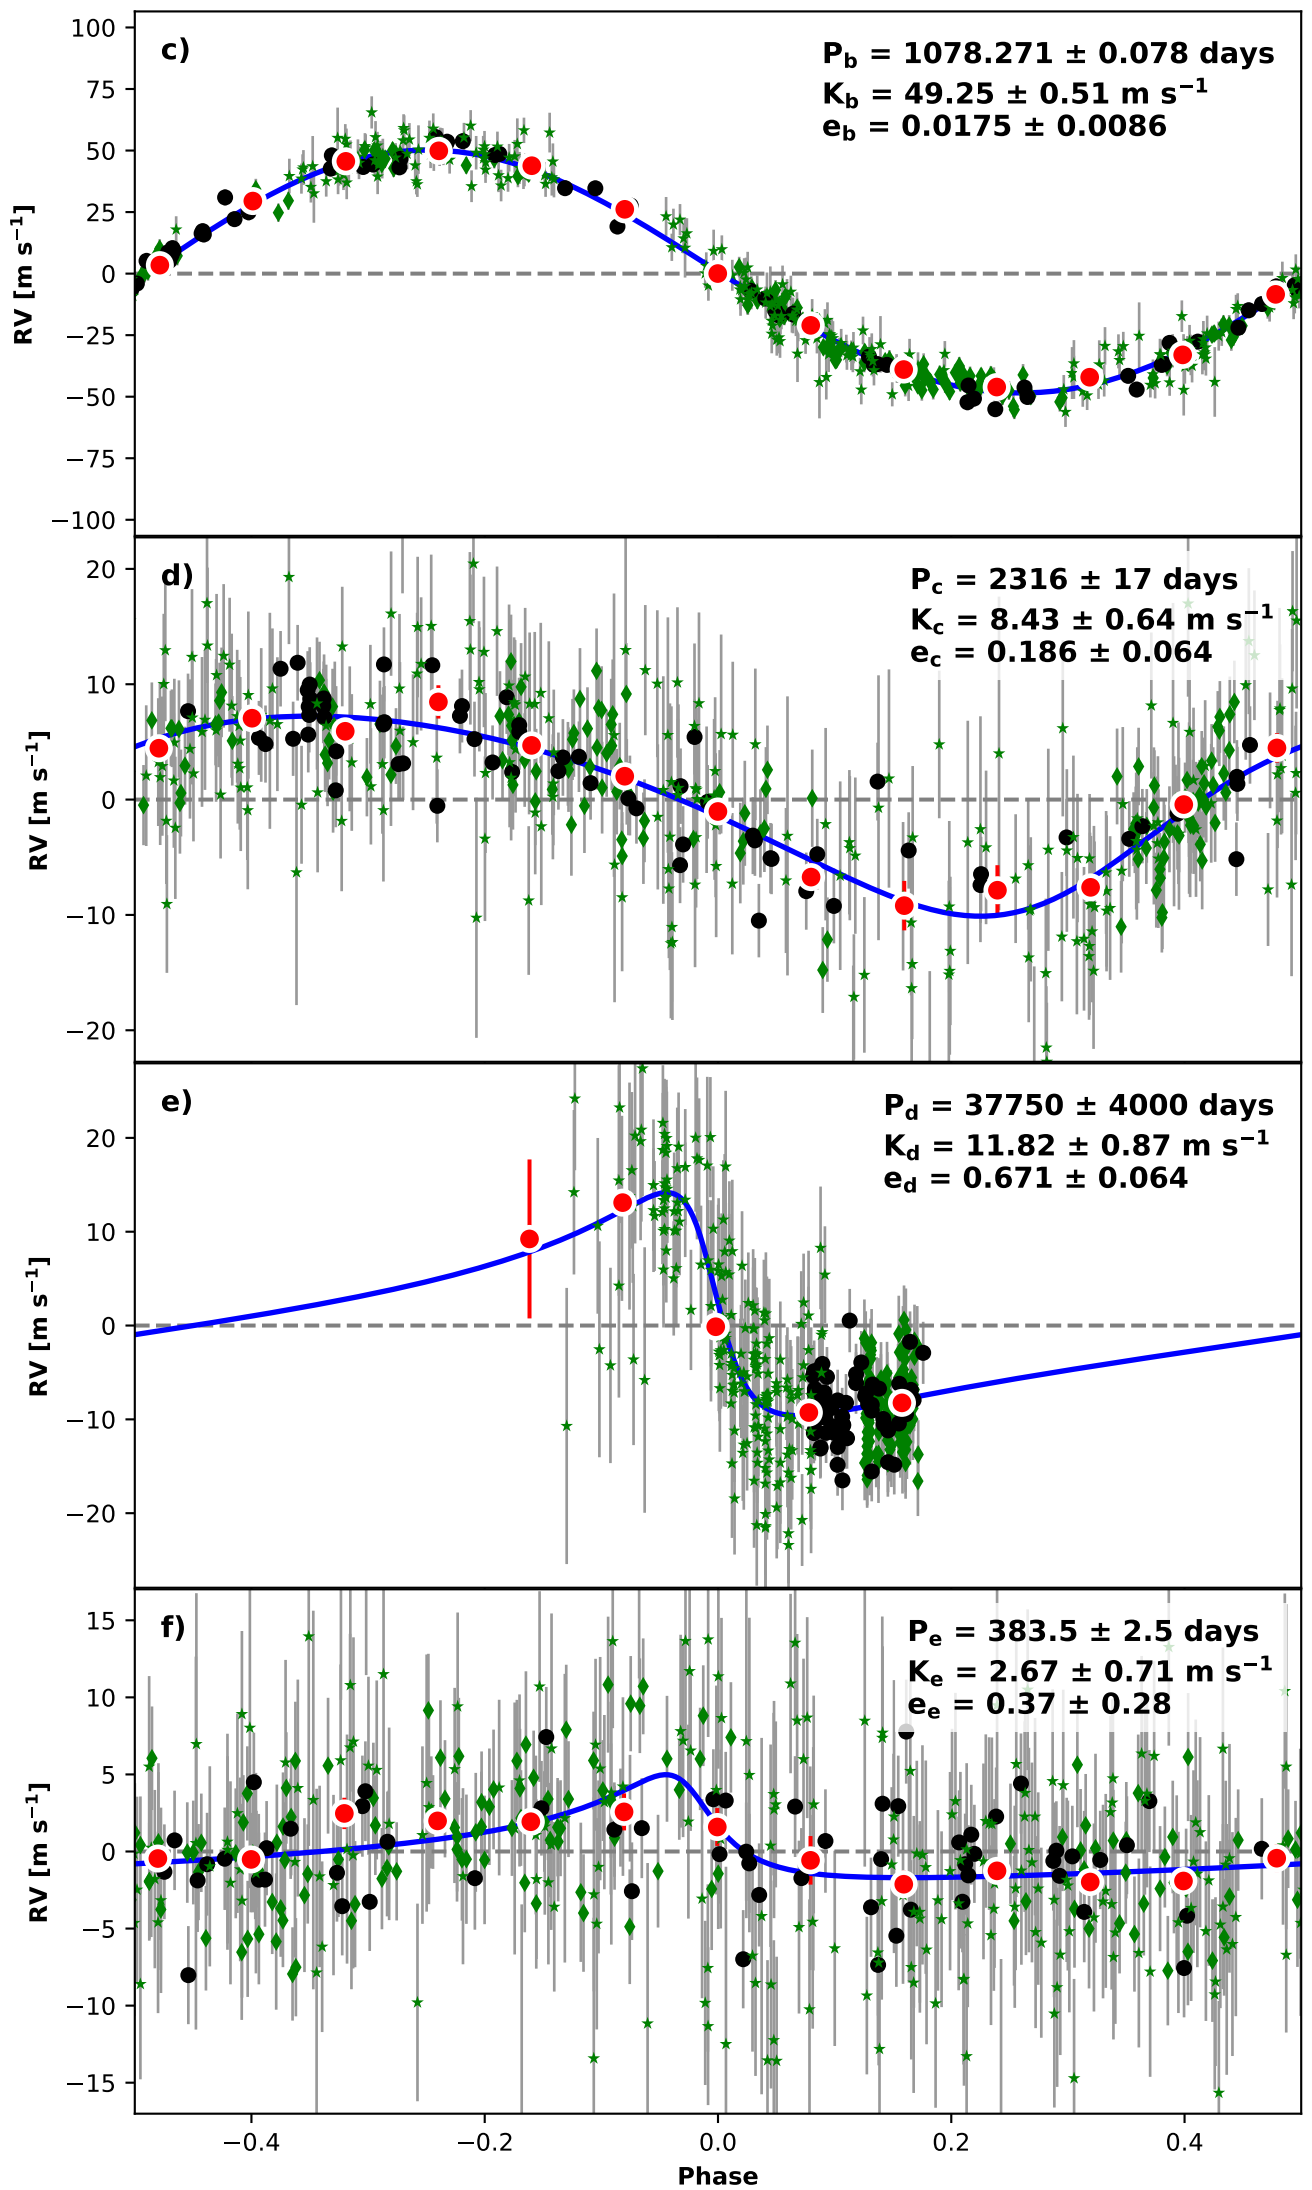 c)
P_b = 1078.271 ± 0.078 days
K_b = 49.25 ± 0.51 m s⁻¹
e_b = 0.0175 ± 0.0086
100
75
50
25
0
−25
−50
−75
−100
RV [m s⁻¹]
d)
P_c = 2316 ± 17 days
K_c = 8.43 ± 0.64 m s⁻¹
e_c = 0.186 ± 0.064
20
10
0
−10
−20
RV [m s⁻¹]
e)
P_d = 37750 ± 4000 days
K_d = 11.82 ± 0.87 m s⁻¹
e_d = 0.671 ± 0.064
20
10
0
−10
−20
RV [m s⁻¹]
f)
P_e = 383.5 ± 2.5 days
K_e = 2.67 ± 0.71 m s⁻¹
e_e = 0.37 ± 0.28
15
10
5
0
−5
−10
−15
RV [m s⁻¹]
−0.4 −0.2 0.0 0.2 0.4
Phase